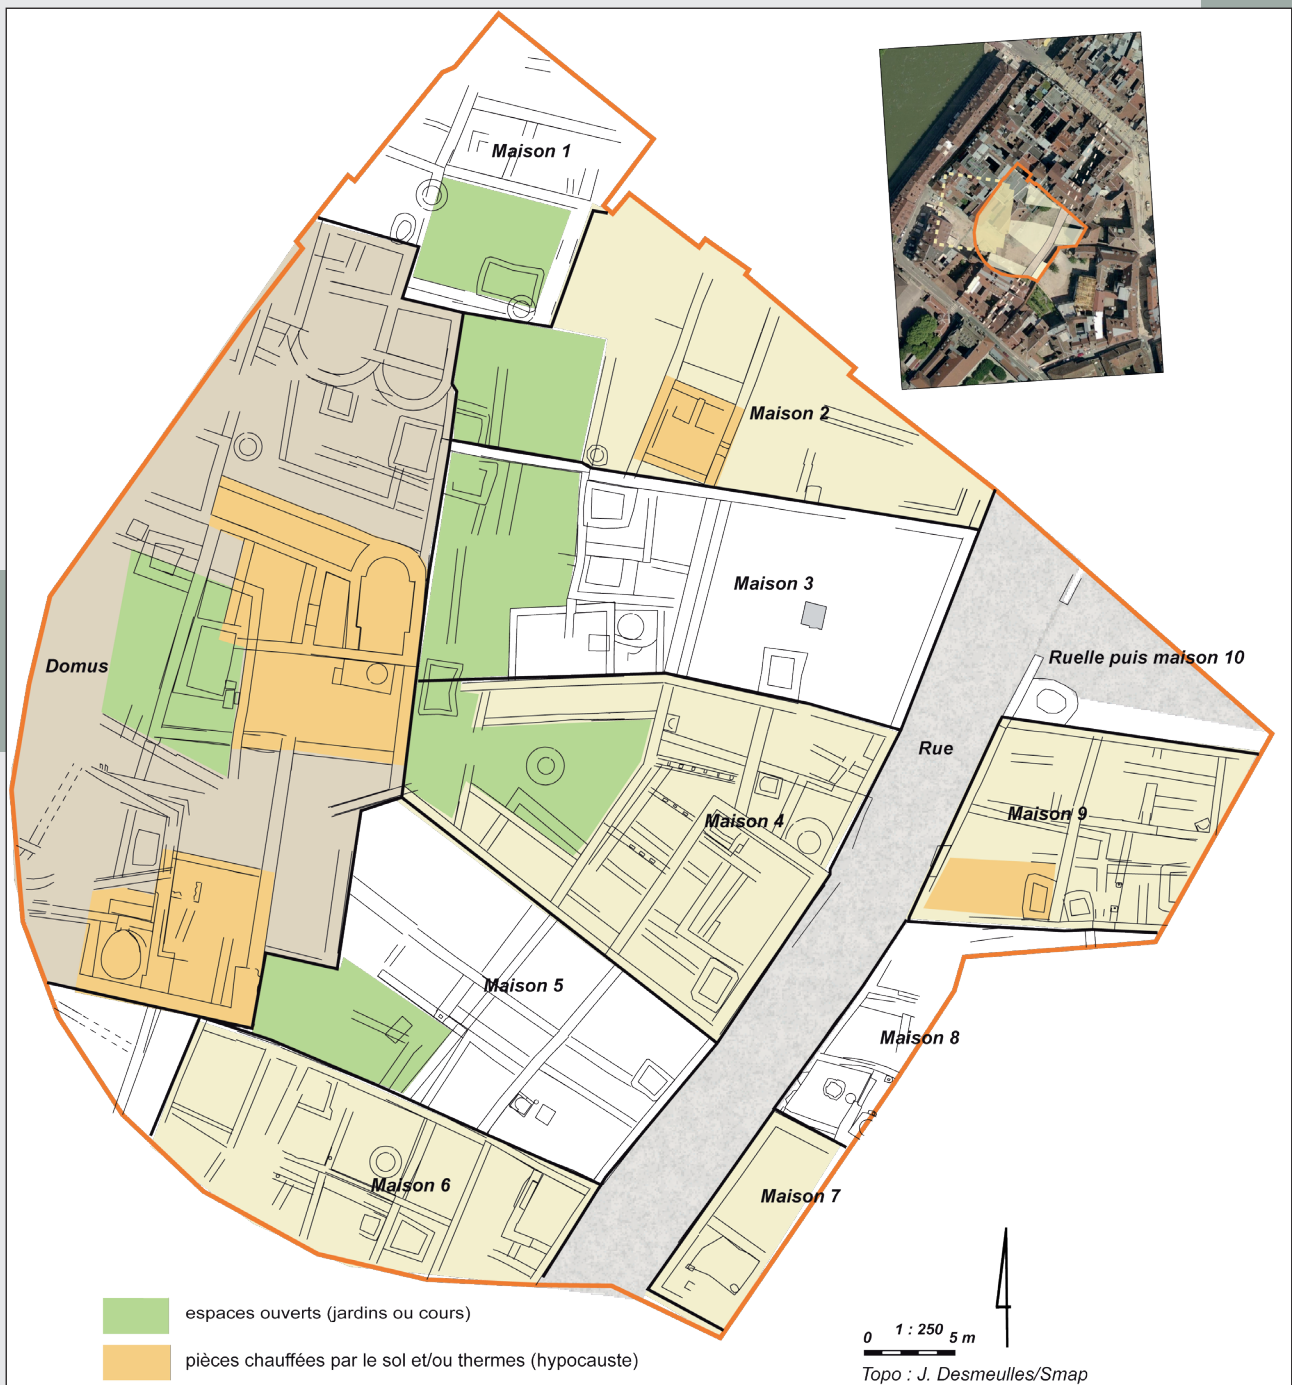 Maison 1
Maison 2
Maison 3
Ruelle puis maison 10
Domus
Rue
Maison 9
Maison 4
Maison 5
Maison 8
Maison 6
Maison 7
espaces ouverts (jardins ou cours)
pièces chauffées par le sol et/ou thermes (hypocauste)
1 : 250
0 5 m
Topo : J. Desmeulles/Smap